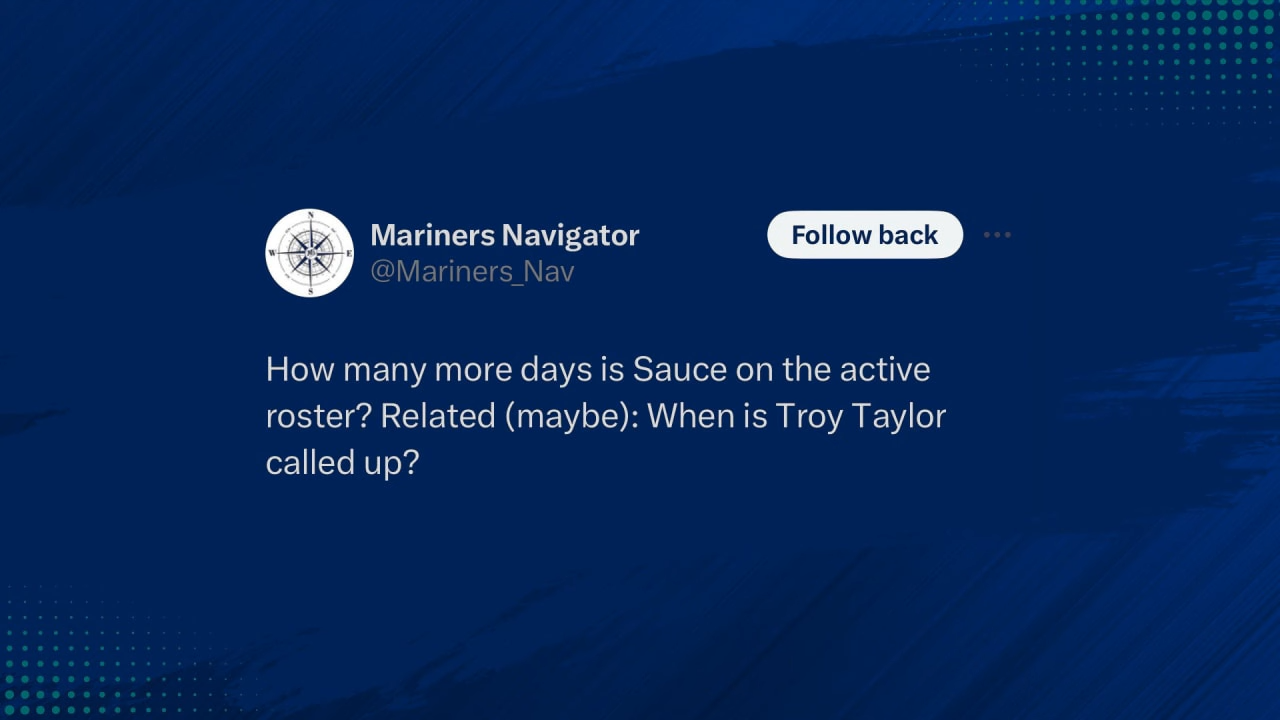 N
W
E
S
Mariners Navigator
Follow back
@Mariners_Nav
How many more days is Sauce on the active
roster? Related (maybe): When is Troy Taylor
called up?